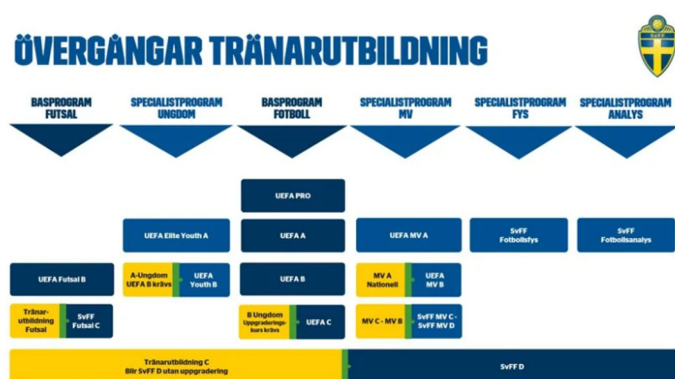 ÖVERGÅNGAR TRÄNARUTBILDNING
SvFF
BASPROGRAM
FUTSAL
SPECIALISTPROGRAM
UNGDOM
BASPROGRAM
FOTBOLL
SPECIALISTPROGRAM
MV
SPECIALISTPROGRAM
FYS
SPECIALISTPROGRAM
ANALYS
UEFA PRO
UEFA Elite Youth A
UEFA A
UEFA MV A
SvFF
Fotbollsfys
SvFF
Fotbollsanalys
UEFA Futsal B
A-Ungdom
UEFA B krävs
UEFA
Youth B
UEFA B
MV A
Nationell
UEFA
MV B
Tränar-
utbildning
Futsal
SvFF
Futsal C
B Ungdom
Uppgraderings-
kurs krävs
UEFA C
MV C - MV B
SvFF MV C -
SvFF MV D
Tränarutbildning C
Blir SvFF D utan uppgradering
SvFF D